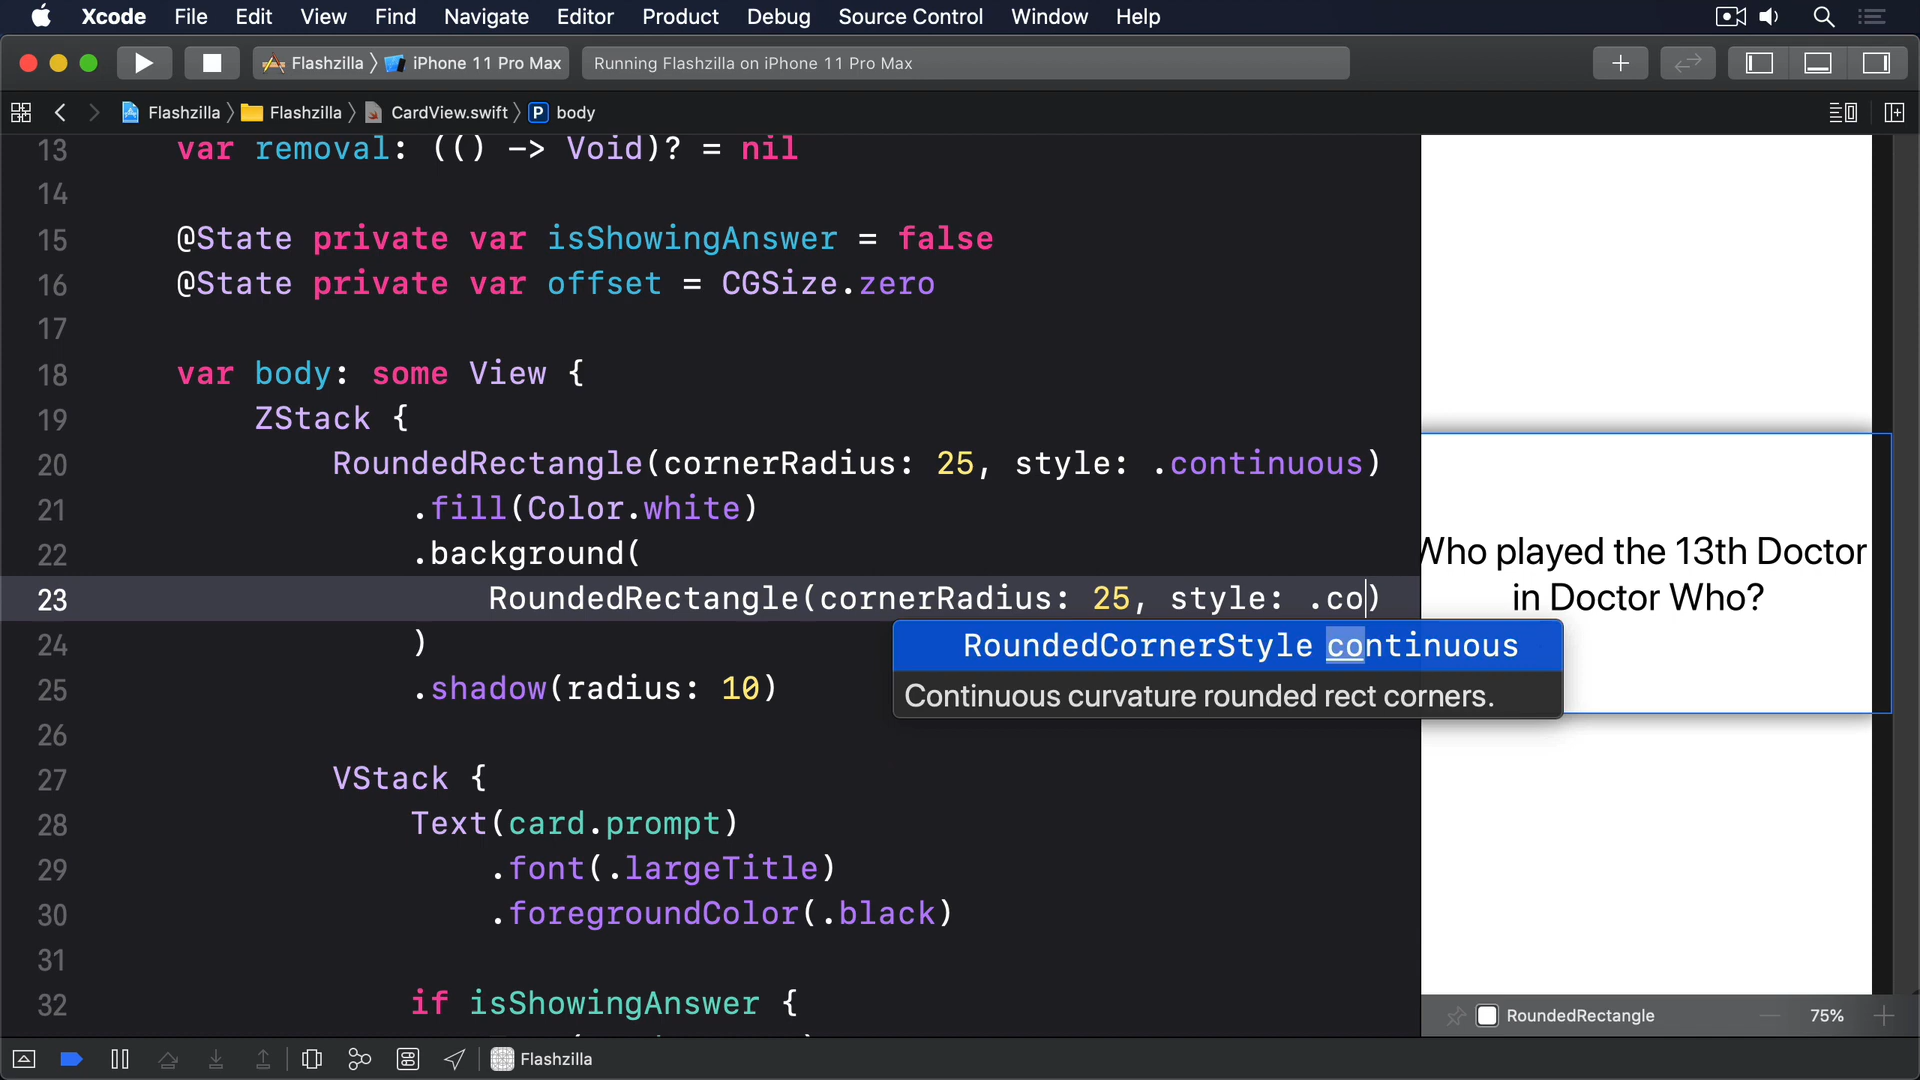 Xcode File Edit View Find Navigate Editor Product Debug Source Control Window Help
Flashzilla 〉 iPhone 11 Pro Max Running Flashzilla on iPhone 11 Pro Max
Flashzilla 〉 Flashzilla 〉 CardView.swift 〉 P body
13 var removal: (() -> Void)? = nil
14
15 @State private var isShowingAnswer = false
16 @State private var offset = CGSize.zero
17
18 var body: some View {
19 ZStack {
20 RoundedRectangle(cornerRadius: 25, style: .continuous)
21 .fill(Color.white)
22 .background(
23 RoundedRectangle(cornerRadius: 25, style: .co)
24 )
25 .shadow(radius: 10)
26
27 VStack {
28 Text(card.prompt)
29 .font(.largeTitle)
30 .foregroundColor(.black)
31
32 if isShowingAnswer {
RoundedCornerStyle continuous
Continuous curvature rounded rect corners.
Who played the 13th Doctor
in Doctor Who?
RoundedRectangle 75%
Flashzilla